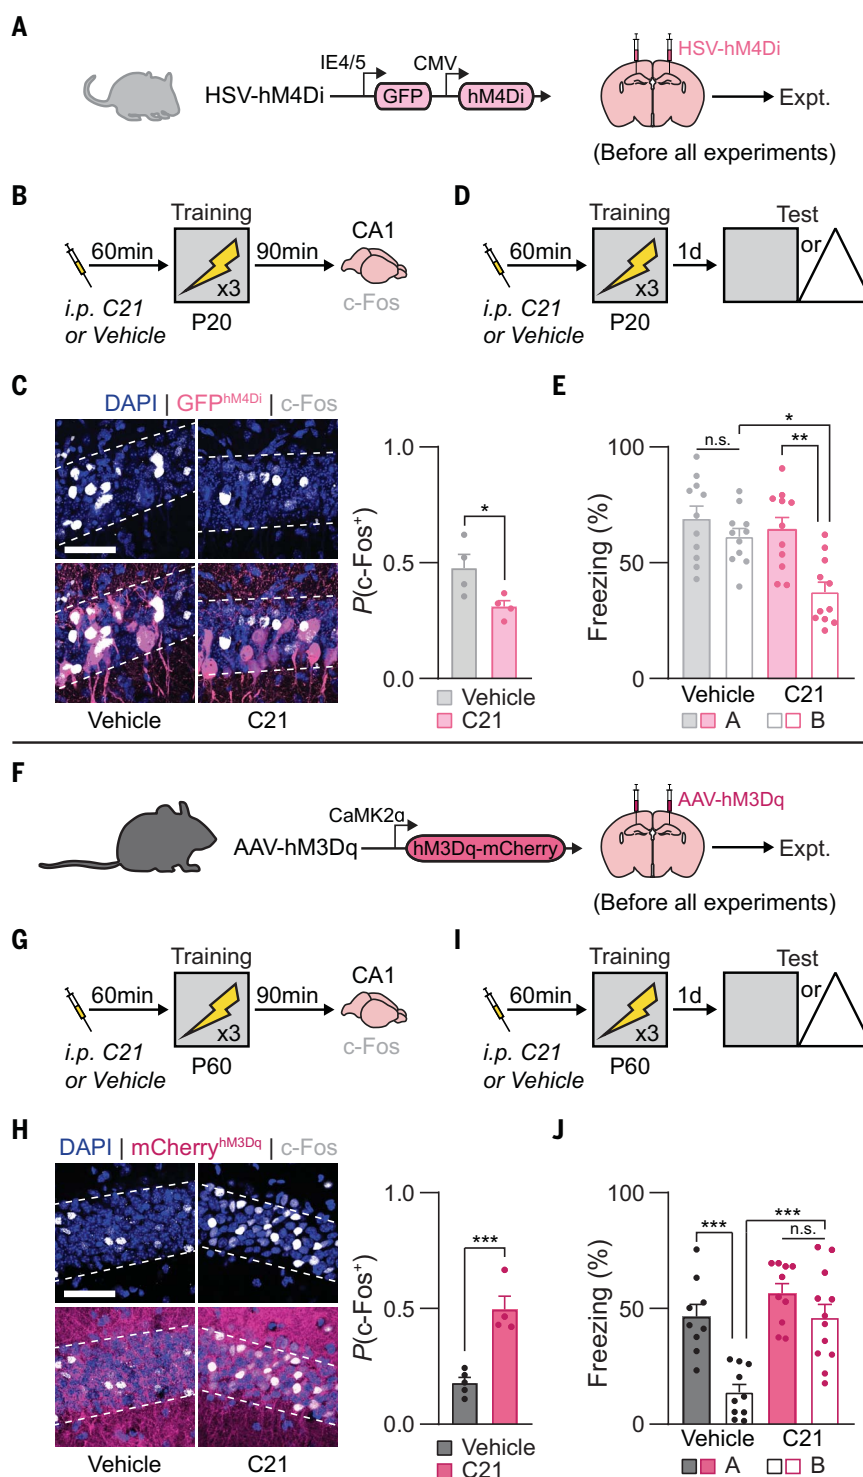 A
IE4/5
CMV
HSV-hM4Di
GFP
hM4Di
HSV-hM4Di
Expt.
(Before all experiments)
B
Training
60min
90min
CA1
x3
c-Fos
i.p. C21
or Vehicle
P20
D
Training
Test
60min
1d
or
x3
i.p. C21
or Vehicle
P20
C
DAPI | GFPhM4Di | c-Fos
Vehicle
C21
P(c-Fos+)
1.0
0.5
0.0
*
Vehicle
C21
E
Freezing (%)
100
50
0
n.s.
*
**
Vehicle
C21
A
B
F
CaMK2α
AAV-hM3Dq
hM3Dq-mCherry
AAV-hM3Dq
Expt.
(Before all experiments)
G
Training
60min
90min
CA1
x3
c-Fos
i.p. C21
or Vehicle
P60
I
Training
Test
60min
1d
or
x3
i.p. C21
or Vehicle
P60
H
DAPI | mCherryhM3Dq | c-Fos
Vehicle
C21
P(c-Fos+)
1.0
0.5
0.0
***
Vehicle
C21
J
Freezing (%)
100
50
0
***
***
n.s.
Vehicle
C21
A
B